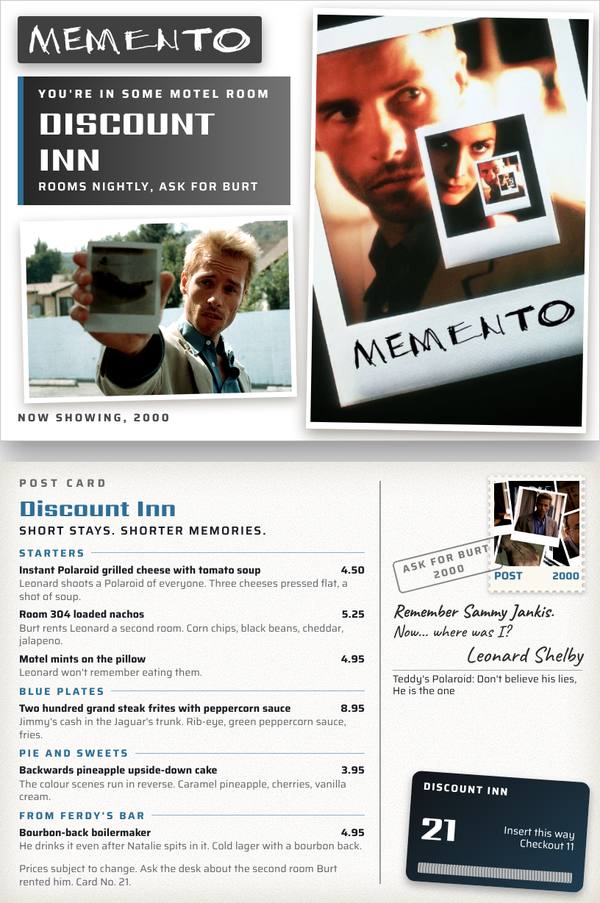 MEMENTO
YOU'RE IN SOME MOTEL ROOM
DISCOUNT
INN
ROOMS NIGHTLY, ASK FOR BURT
MEMENTO
NOW SHOWING, 2000
POST CARD
Discount Inn
SHORT STAYS. SHORTER MEMORIES.
STARTERS
Instant Polaroid grilled cheese with tomato soup 4.50
Leonard shoots a Polaroid of everyone. Three cheeses pressed flat, a
shot of soup.
Room 304 loaded nachos 5.25
Burt rents Leonard a second room. Corn chips, black beans, cheddar,
jalapeno.
Motel mints on the pillow 4.95
Leonard won't remember eating them.
BLUE PLATES
Two hundred grand steak frites with peppercorn sauce 8.95
Jimmy's cash in the Jaguar's trunk. Rib-eye, green peppercorn sauce,
fries.
PIE AND SWEETS
Backwards pineapple upside-down cake 3.95
The colour scenes run in reverse. Caramel pineapple, cherries, vanilla
cream.
FROM FERDY'S BAR
Bourbon-back boilermaker 4.95
He drinks it even after Natalie spits in it. Cold lager with a bourbon back.
Prices subject to change. Ask the desk about the second room Burt
rented him. Card No. 21.
ASK FOR BURT
2000
POST 2000
Remember Sammy Jankis.
Now... where was I?
Leonard Shelby
Teddy's Polaroid: Don't believe his lies,
He is the one
DISCOUNT INN
21
Insert this way
Checkout 11